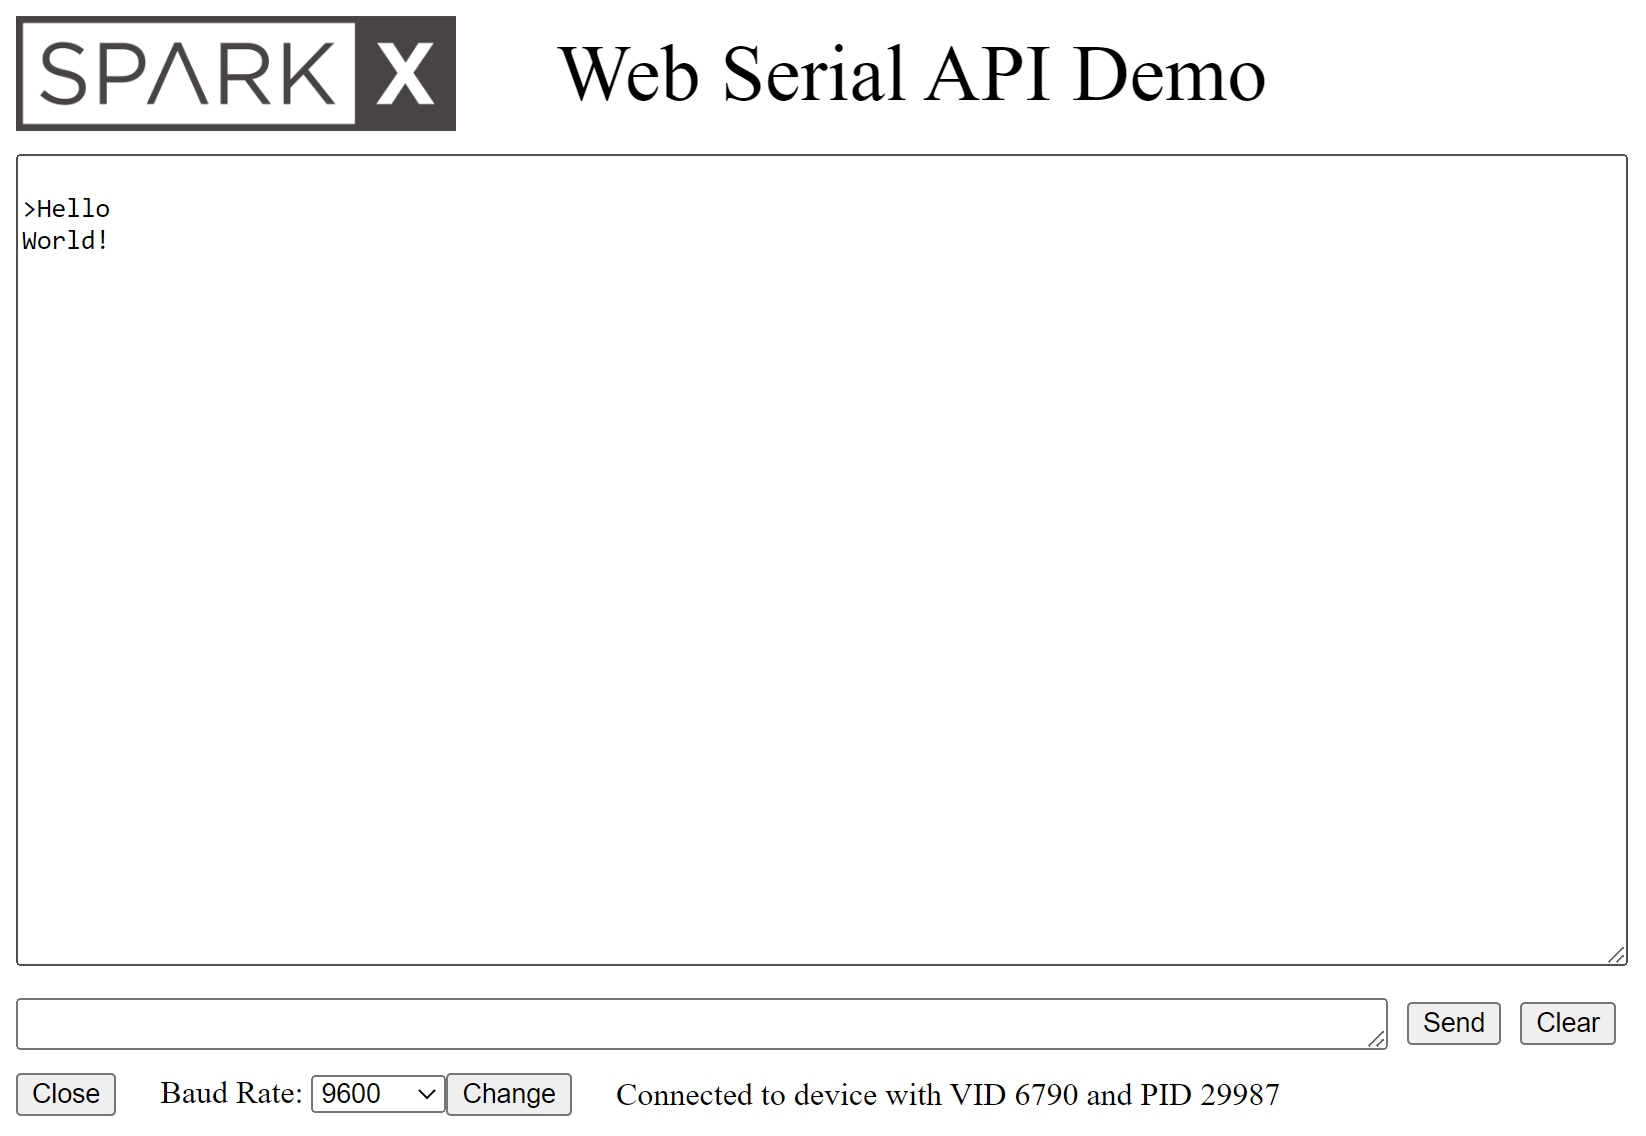 SPARK X
Web Serial API Demo
>Hello
World!
Send
Clear
Close
Baud Rate: 9600 Change
Connected to device with VID 6790 and PID 29987